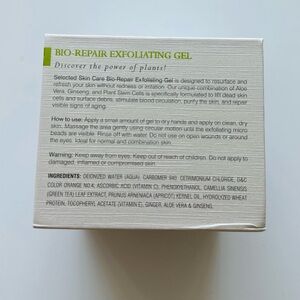 BIO-REPAIR EXFOLIATING GEL
Discover the power of plants!
Selected Skin Care Bio-Repair Exfoliating Gel is designed to resurface and
refresh your skin without redness or irritation. Our unique combination of Aloe
Vera, Ginseng, and Plant Stem Cells is specifically formulated to lift dead skin
cells and surface debris, stimulate blood circulation, purify the skin, and repair
visible signs of aging.
How to use: Apply a small amount of gel to dry hands and apply on clean, dry
skin. Massage the area gently using circular motion until the exfoliating micro
beads are visible. Rinse off with water. Do not use on open wounds or around
the eyes. Ideal for normal and combination skin.
Warning: Keep away from eyes. Keep out of reach of children. Do not apply to
damaged, inflamed or compromised skin.
INGREDIENTS: DEIONIZED WATER (AQUA), CARBOMER 940, CETRIMONIUM CHLORIDE, D&C
COLOR ORANGE NO.4, ASCORBIC ACID (VITAMIN C), PHENOXYETHANOL, CAMELLIA SINENSIS
(GREEN TEA) LEAF EXTRACT, PRUNUS ARMENIACA (APRICOT) KERNEL OIL, HYDROLYZED WHEAT
PROTEIN, TOCOPHERYL ACETATE (VITAMIN E), GINGER, ALOE VERA & GINSENG.